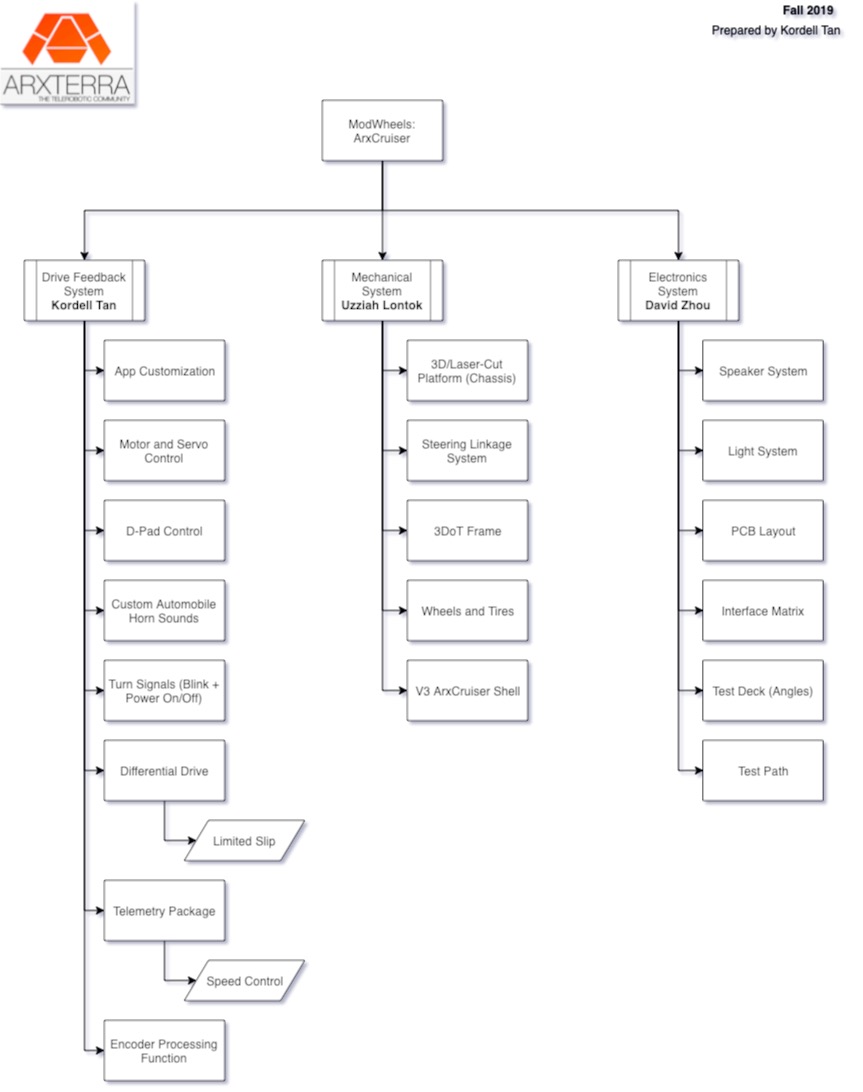 Fall 2019
Prepared by Kordell Tan
ARXTERRA
THE TELEROBOTIC COMMUNITY
ModWheels:
ArxCruiser
Drive Feedback
System
Kordell Tan
App Customization
Motor and Servo
Control
D-Pad Control
Custom Automobile
Horn Sounds
Turn Signals (Blink +
Power On/Off)
Differential Drive
Limited Slip
Telemetry Package
Speed Control
Encoder Processing
Function
Mechanical
System
Uzziah Lontok
3D/Laser-Cut
Platform (Chassis)
Steering Linkage
System
3DoT Frame
Wheels and Tires
V3 ArxCruiser Shell
Electronics
System
David Zhou
Speaker System
Light System
PCB Layout
Interface Matrix
Test Deck (Angles)
Test Path